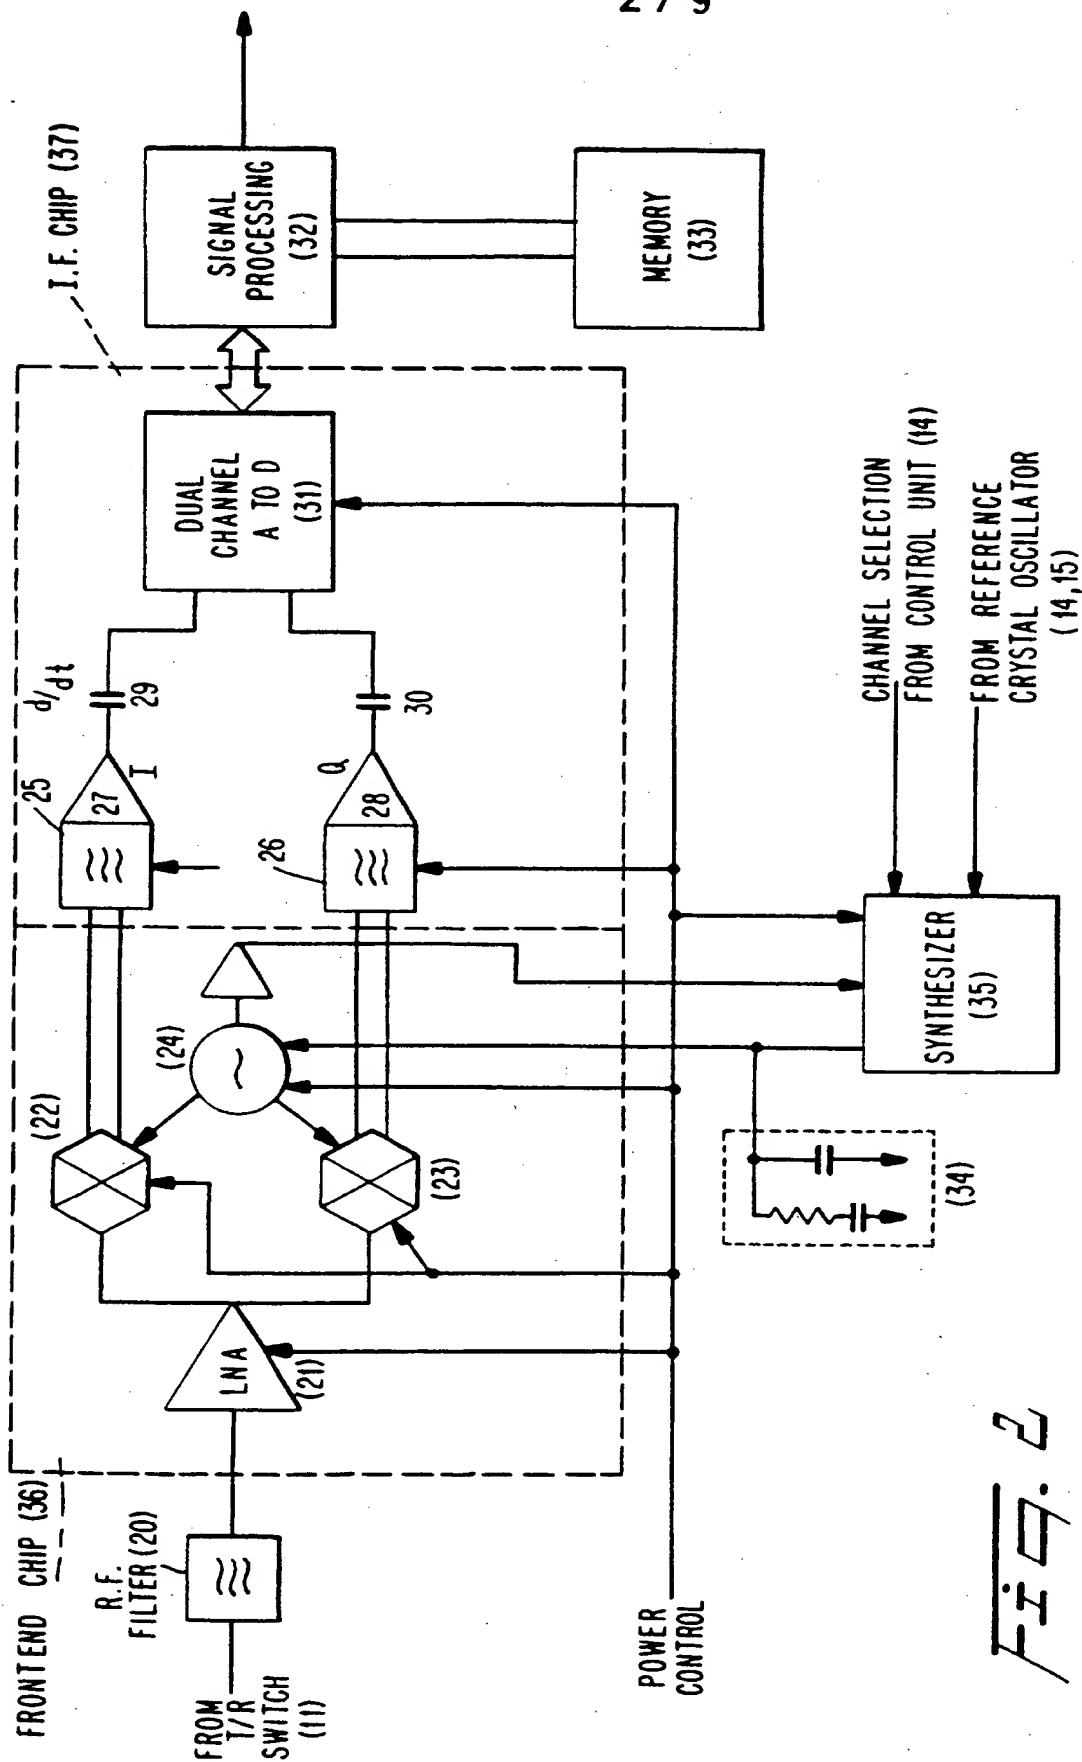 2 / 9
FRONTEND CHIP (36)
I.F. CHIP (37)
FROM
T/R
SWITCH
(11)
R.F.
FILTER (20)
LNA
(21)
(22)
(23)
(24)
25
27
I
26
28
Q
d/dt
29
30
DUAL
CHANNEL
A TO D
(31)
SIGNAL
PROCESSING
(32)
MEMORY
(33)
POWER
CONTROL
(34)
SYNTHESIZER
(35)
CHANNEL SELECTION
FROM CONTROL UNIT (14)
FROM REFERENCE
CRYSTAL OSCILLATOR
(14,15)
Fig. 2